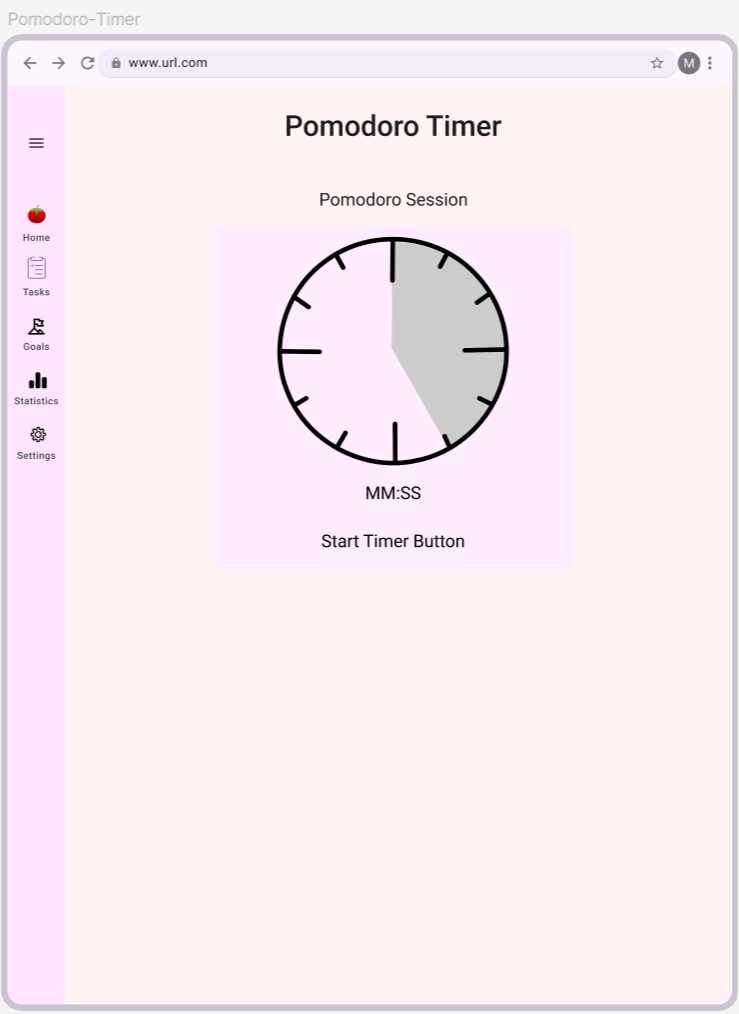 Pomodoro-Timer
www.url.com
M
Pomodoro Timer
Home
Tasks
Goals
Statistics
Settings
Pomodoro Session
MM:SS
Start Timer Button